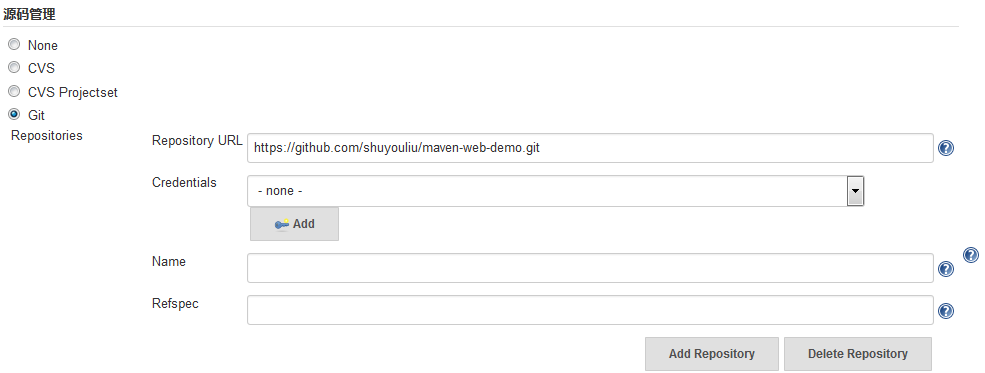 源码管理
None
CVS
CVS Projectset
Git
Repositories
Repository URL
https://github.com/shuyouliu/maven-web-demo.git
Credentials
- none -
Add
Name
Refspec
Add Repository
Delete Repository